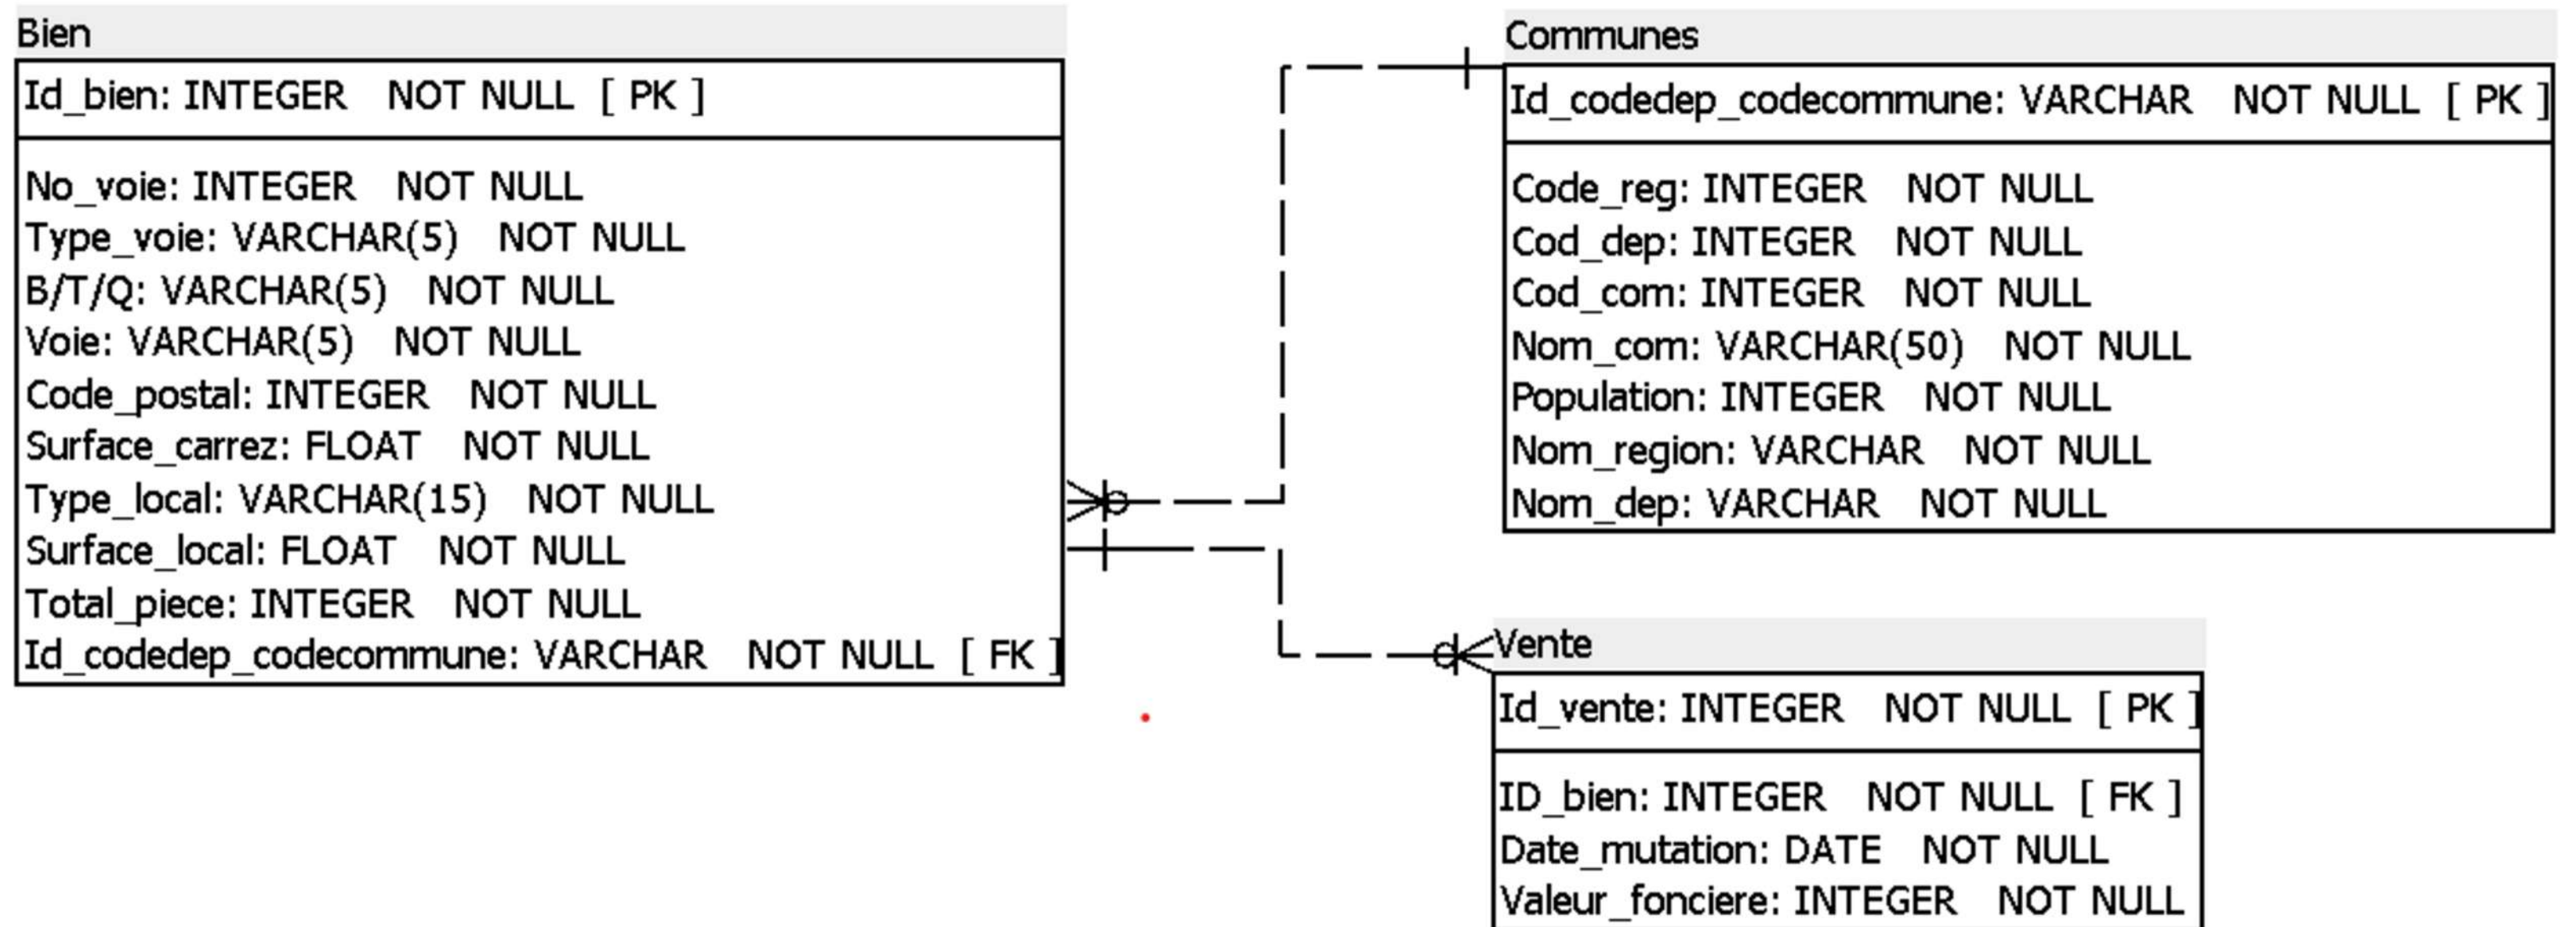 Bien
Id_bien: INTEGER NOT NULL [ PK ]
No_voie: INTEGER NOT NULL
Type_voie: VARCHAR(5) NOT NULL
B/T/Q: VARCHAR(5) NOT NULL
Voie: VARCHAR(5) NOT NULL
Code_postal: INTEGER NOT NULL
Surface_carrez: FLOAT NOT NULL
Type_local: VARCHAR(15) NOT NULL
Surface_local: FLOAT NOT NULL
Total_piece: INTEGER NOT NULL
Id_codedep_codecommune: VARCHAR NOT NULL [ FK ]
Communes
Id_codedep_codecommune: VARCHAR NOT NULL [ PK ]
Code_reg: INTEGER NOT NULL
Cod_dep: INTEGER NOT NULL
Cod_com: INTEGER NOT NULL
Nom_com: VARCHAR(50) NOT NULL
Population: INTEGER NOT NULL
Nom_region: VARCHAR NOT NULL
Nom_dep: VARCHAR NOT NULL
Vente
Id_vente: INTEGER NOT NULL [ PK ]
ID_bien: INTEGER NOT NULL [ FK ]
Date_mutation: DATE NOT NULL
Valeur_fonciere: INTEGER NOT NULL